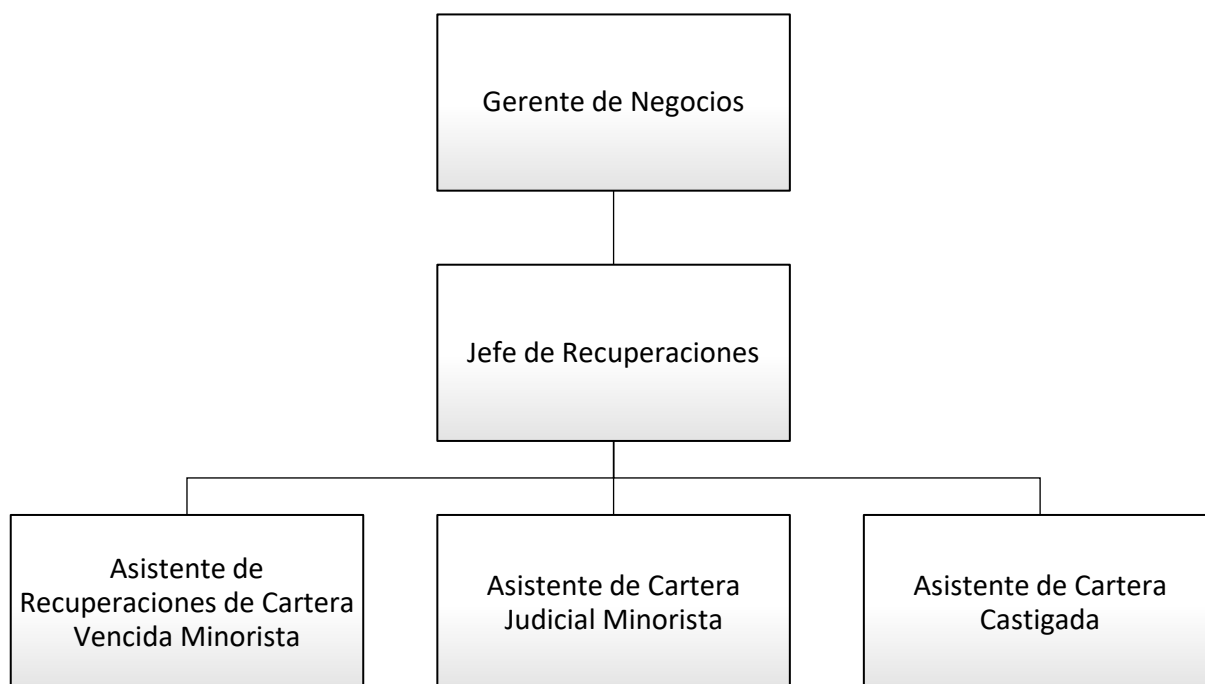 Gerente de Negocios
Jefe de Recuperaciones
Asistente de
Recuperaciones de Cartera
Vencida Minorista
Asistente de Cartera
Judicial Minorista
Asistente de Cartera
Castigada